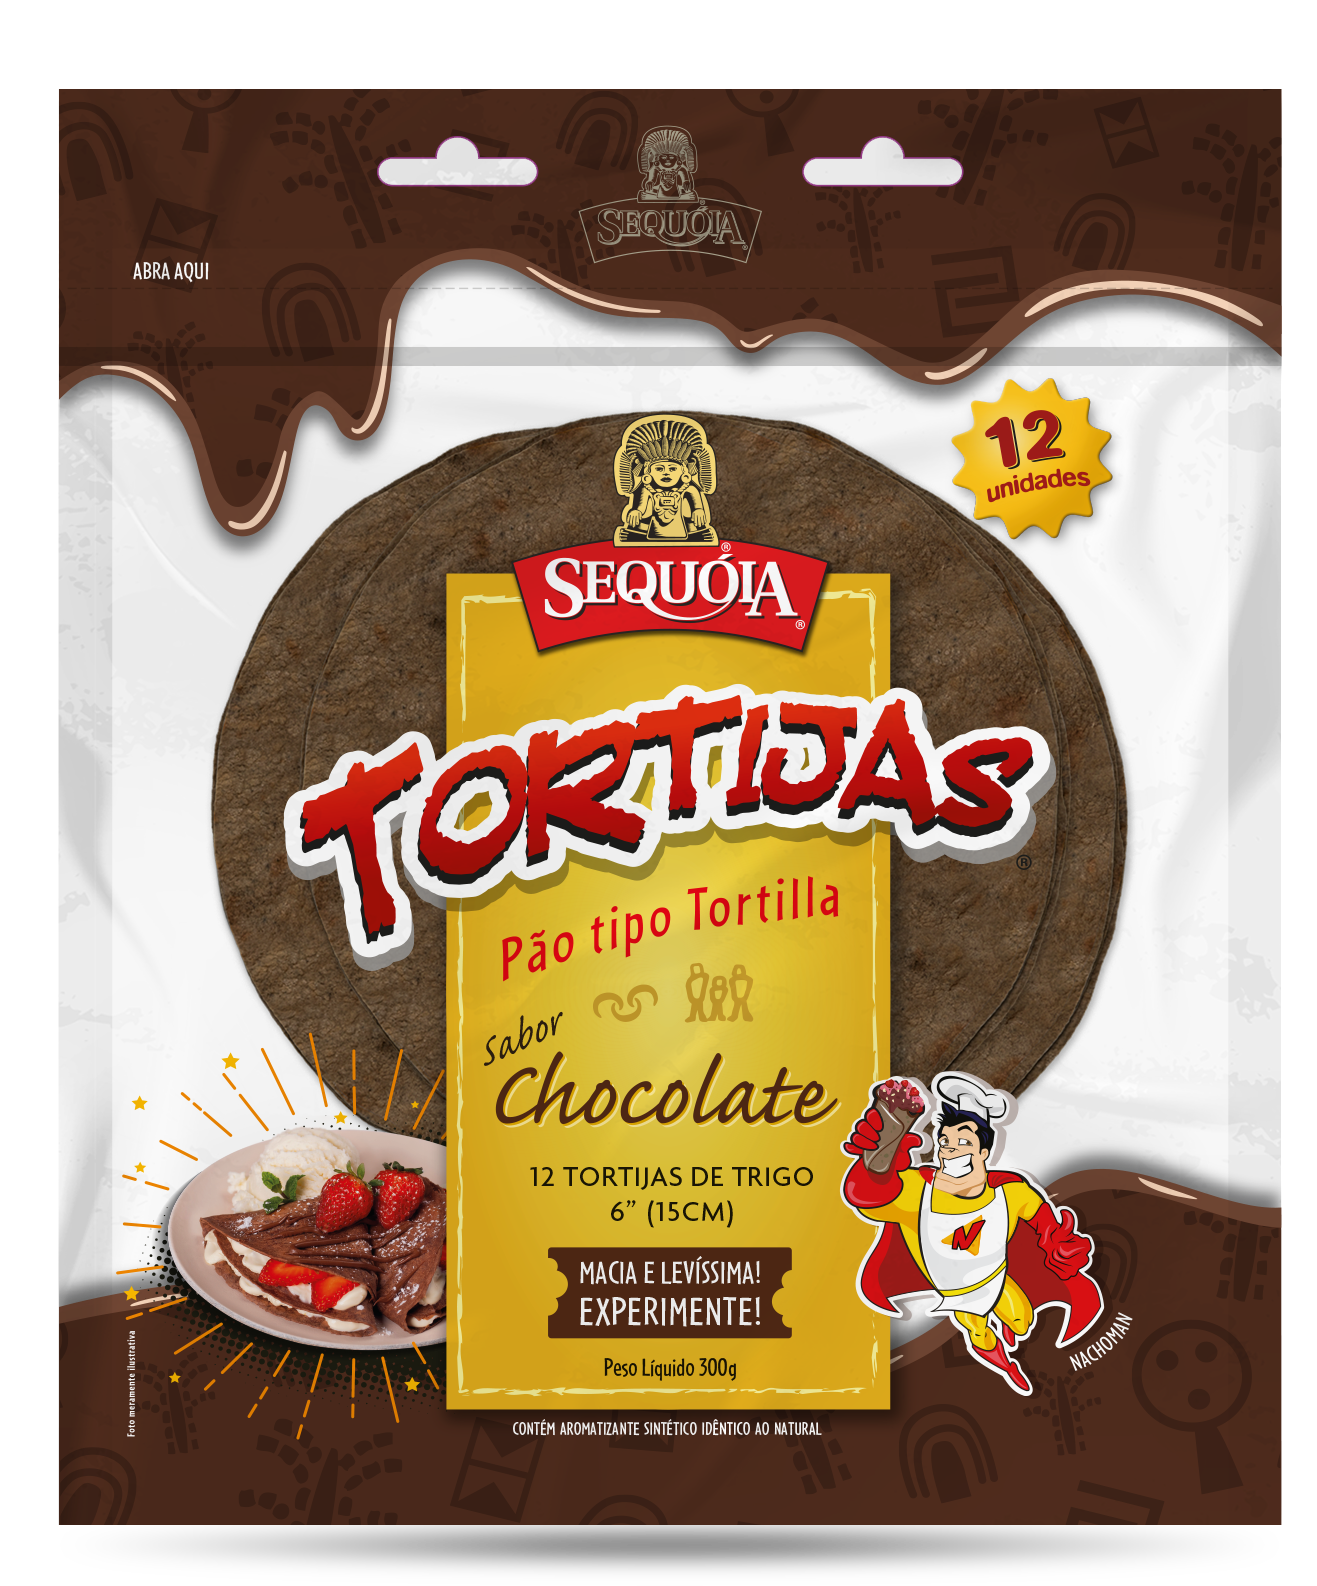 SEQUÓIA
®
ABRA AQUI
12
unidades
®
SEQUÓIA
®
TORTIJAS
®
Pão tipo Tortilla
sabor
Chocolate
12 TORTIJAS DE TRIGO
6” (15CM)
MACIA E LEVÍSSIMA!
EXPERIMENTE!
Peso Líquido 300g
N
NACHOMAN
Foto meramente ilustrativa
CONTÉM AROMATIZANTE SINTÉTICO IDÊNTICO AO NATURAL